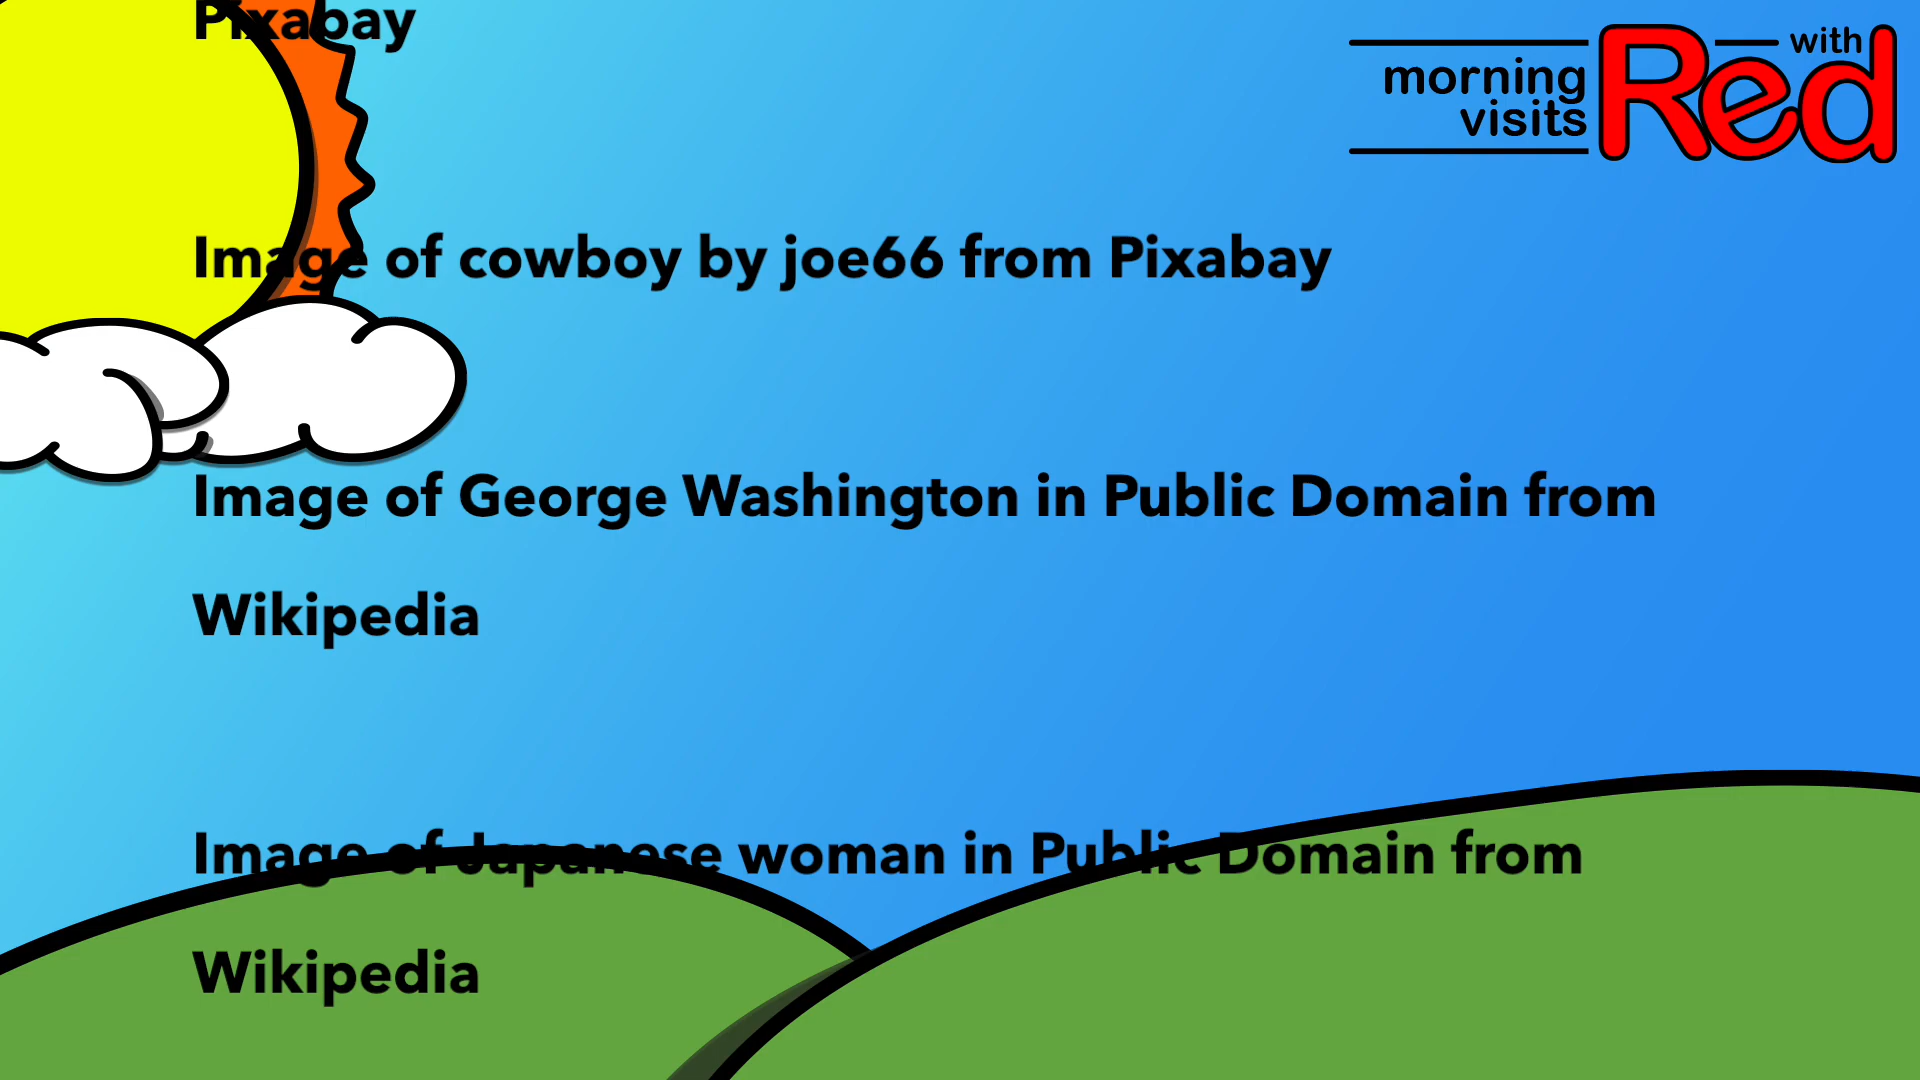 Pixabay
with
morning
visits
Red
Image of cowboy by joe66 from Pixabay
Image of George Washington in Public Domain from
Wikipedia
Image of Japanese woman in Public Domain from
Wikipedia